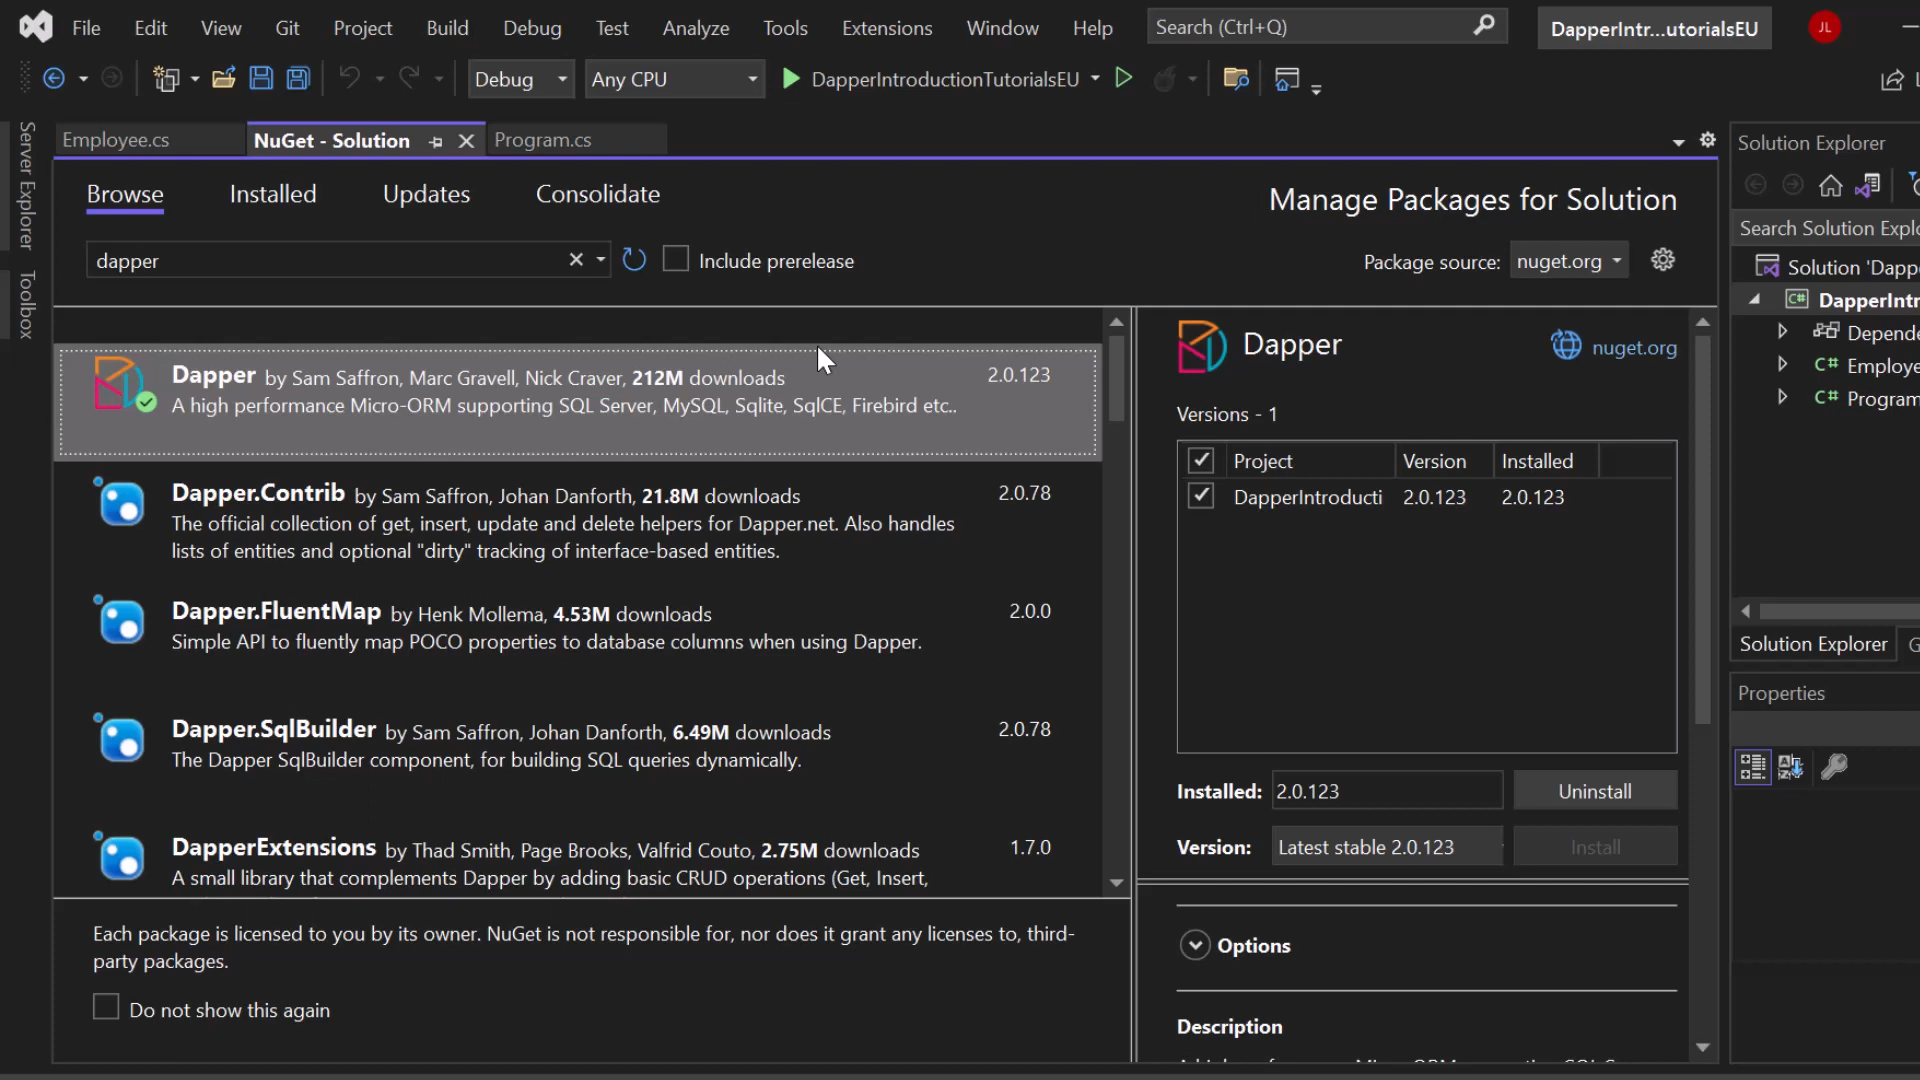 File Edit View Git Project Build Debug Test Analyze Tools Extensions Window Help Search (Ctrl+Q) DapperIntr...utorialsEU JL
Debug Any CPU DapperIntroductionTutorialsEU
Server Explorer
Toolbox
Employee.cs NuGet - Solution Program.cs
Browse Installed Updates Consolidate
Manage Packages for Solution
dapper Include prerelease
Package source: nuget.org
Dapper by Sam Saffron, Marc Gravell, Nick Craver, 212M downloads 2.0.123
A high performance Micro-ORM supporting SQL Server, MySQL, Sqlite, SqlCE, Firebird etc..
Dapper.Contrib by Sam Saffron, Johan Danforth, 21.8M downloads 2.0.78
The official collection of get, insert, update and delete helpers for Dapper.net. Also handles
lists of entities and optional "dirty" tracking of interface-based entities.
Dapper.FluentMap by Henk Mollema, 4.53M downloads 2.0.0
Simple API to fluently map POCO properties to database columns when using Dapper.
Dapper.SqlBuilder by Sam Saffron, Johan Danforth, 6.49M downloads 2.0.78
The Dapper SqlBuilder component, for building SQL queries dynamically.
DapperExtensions by Thad Smith, Page Brooks, Valfrid Couto, 2.75M downloads 1.7.0
A small library that complements Dapper by adding basic CRUD operations (Get, Insert,
Each package is licensed to you by its owner. NuGet is not responsible for, nor does it grant any licenses to, third-
party packages.
Do not show this again
Dapper nuget.org
Versions - 1
Project Version Installed
DapperIntroducti 2.0.123 2.0.123
Installed: 2.0.123 Uninstall
Version: Latest stable 2.0.123 Install
Options
Description
Solution Explorer
Search Solution Explo
Solution 'Dappe
C# DapperIntr
Depende
C# Employe
C# Program
Solution Explorer G
Properties